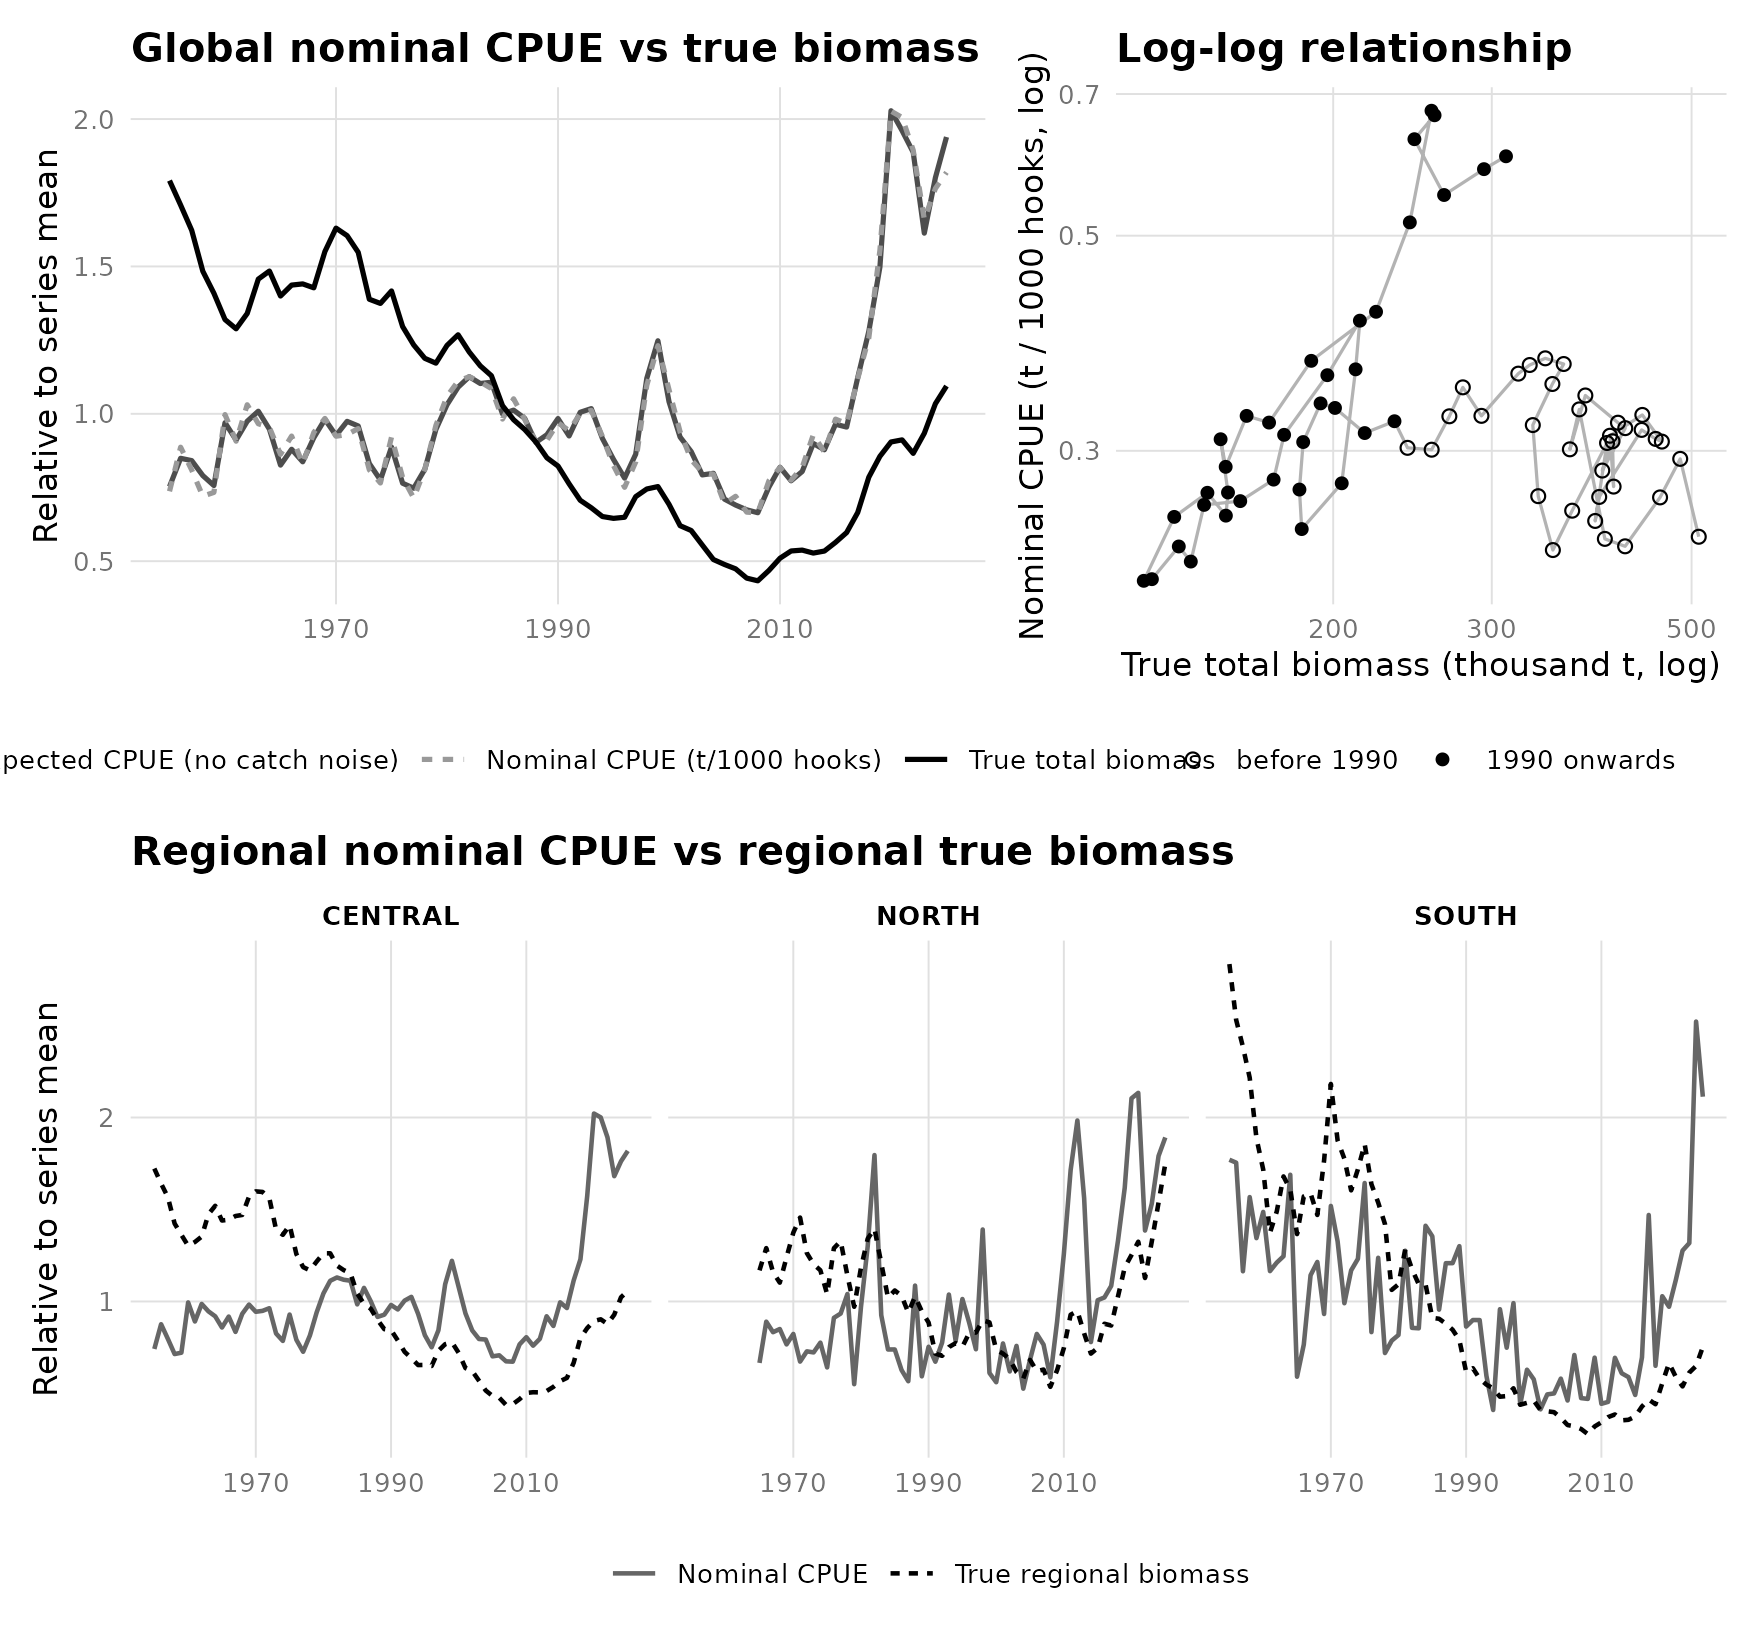 Global nominal CPUE vs true biomass
Relative to series mean
2.0
1.5
1.0
0.5
1970 1990 2010
Log-log relationship
Nominal CPUE (t / 1000 hooks, log)
0.7
0.5
0.3
200 300 500
True total biomass (thousand t, log)
pected CPUE (no catch noise) Nominal CPUE (t/1000 hooks) True total biomass
before 1990 1990 onwards
Regional nominal CPUE vs regional true biomass
CENTRAL NORTH SOUTH
Relative to series mean
2
1
1970 1990 2010 1970 1990 2010 1970 1990 2010
Nominal CPUE True regional biomass